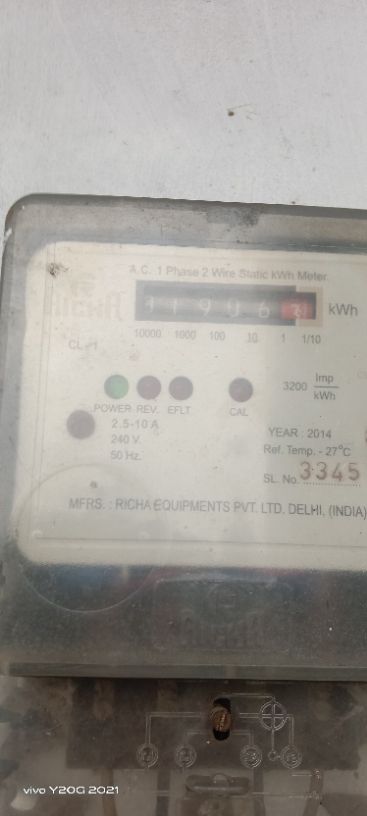 A.C. 1 Phase 2 Wire Static kWh Meter.
kWh
10000 1000 100 10 1 1/10
CL-1
3200 Imp/kWh
POWER REV. EFLT CAL
2.5-10 A
240 V
50 Hz.
YEARː 2014
Ref. Temp. - 27°C
SL. No. 3345
MFRS. : RICHA EQUIPMENTS PVT. LTD. DELHI. (INDIA)
vivo Y20G 2021